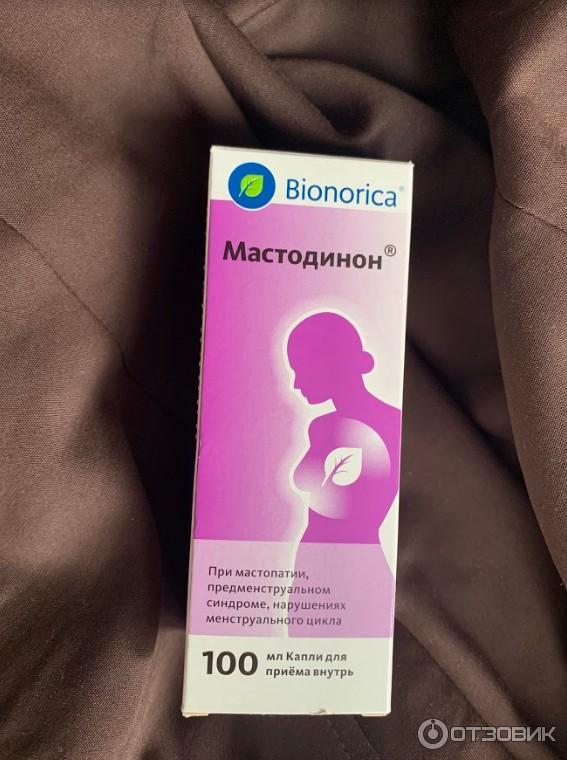 Bionorica®
Мастодинон®
При мастопатии,
предменструальном
синдроме, нарушениях
менструального цикла
100 мл Капли для
приёма внутрь
ОТЗОВИК